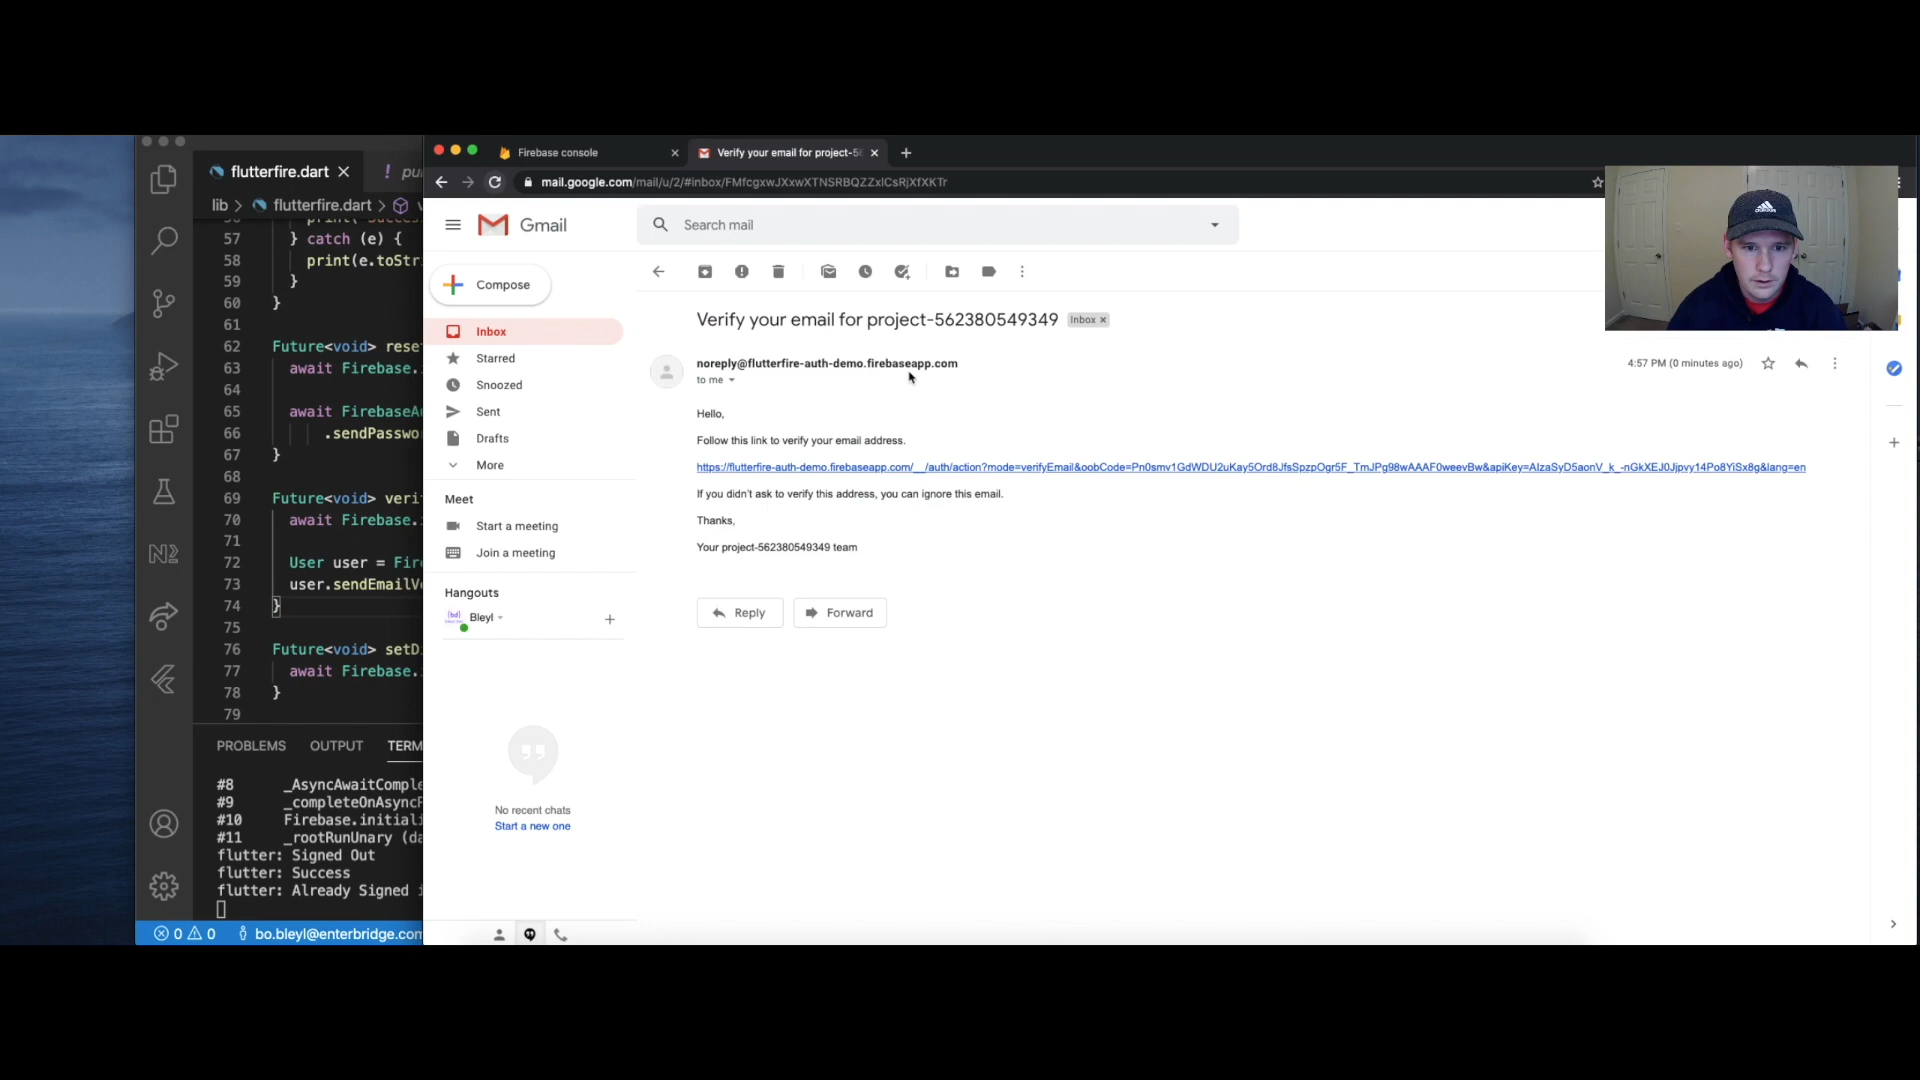 flutterfire.dart
lib > flutterfire.dart >
57 } catch (e) {
58 print(e.toStri
59 }
60 }
61
62 Future<void> rese
63 await Firebase.
64
65 await FirebaseAu
66 .sendPasswo
67 }
68
69 Future<void> veri
70 await Firebase.
71
72 User user = Fir
73 user.sendEmailV
74 }
75
76 Future<void> setD
77 await Firebase.
78 }
79
PROBLEMS OUTPUT TERM
#8 _AsyncAwaitComple
#9 _completeOnAsyncF
#10 Firebase.initiali
#11 _rootRunUnary (da
flutter: Signed Out
flutter: Success
flutter: Already Signed i
0 0 bo.bleyl@enterbridge.com
Firebase console
Verify your email for project-56
mail.google.com/mail/u/2/#inbox/FMfcgxwJXxwXTNSRBQZZxlCsRjXfXKTr
Gmail
Search mail
Compose
Inbox
Starred
Snoozed
Sent
Drafts
More
Meet
Start a meeting
Join a meeting
Hangouts
Bleyl
No recent chats
Start a new one
Verify your email for project-562380549349 Inbox ×
noreply@flutterfire-auth-demo.firebaseapp.com
to me
4:57 PM (0 minutes ago)
Hello,
Follow this link to verify your email address.
https://flutterfire-auth-demo.firebaseapp.com/__/auth/action?mode=verifyEmail&oobCode=Pn0smv1GdWDU2uKay5Ord8JfsSpzpOgr5F_TmJPg98wAAAF0weevBw&apiKey=AIzaSyD5aonV_k_-nGkXEJ0Jjpvy14Po8YiSx8g&lang=en
If you didn't ask to verify this address, you can ignore this email.
Thanks,
Your project-562380549349 team
Reply
Forward